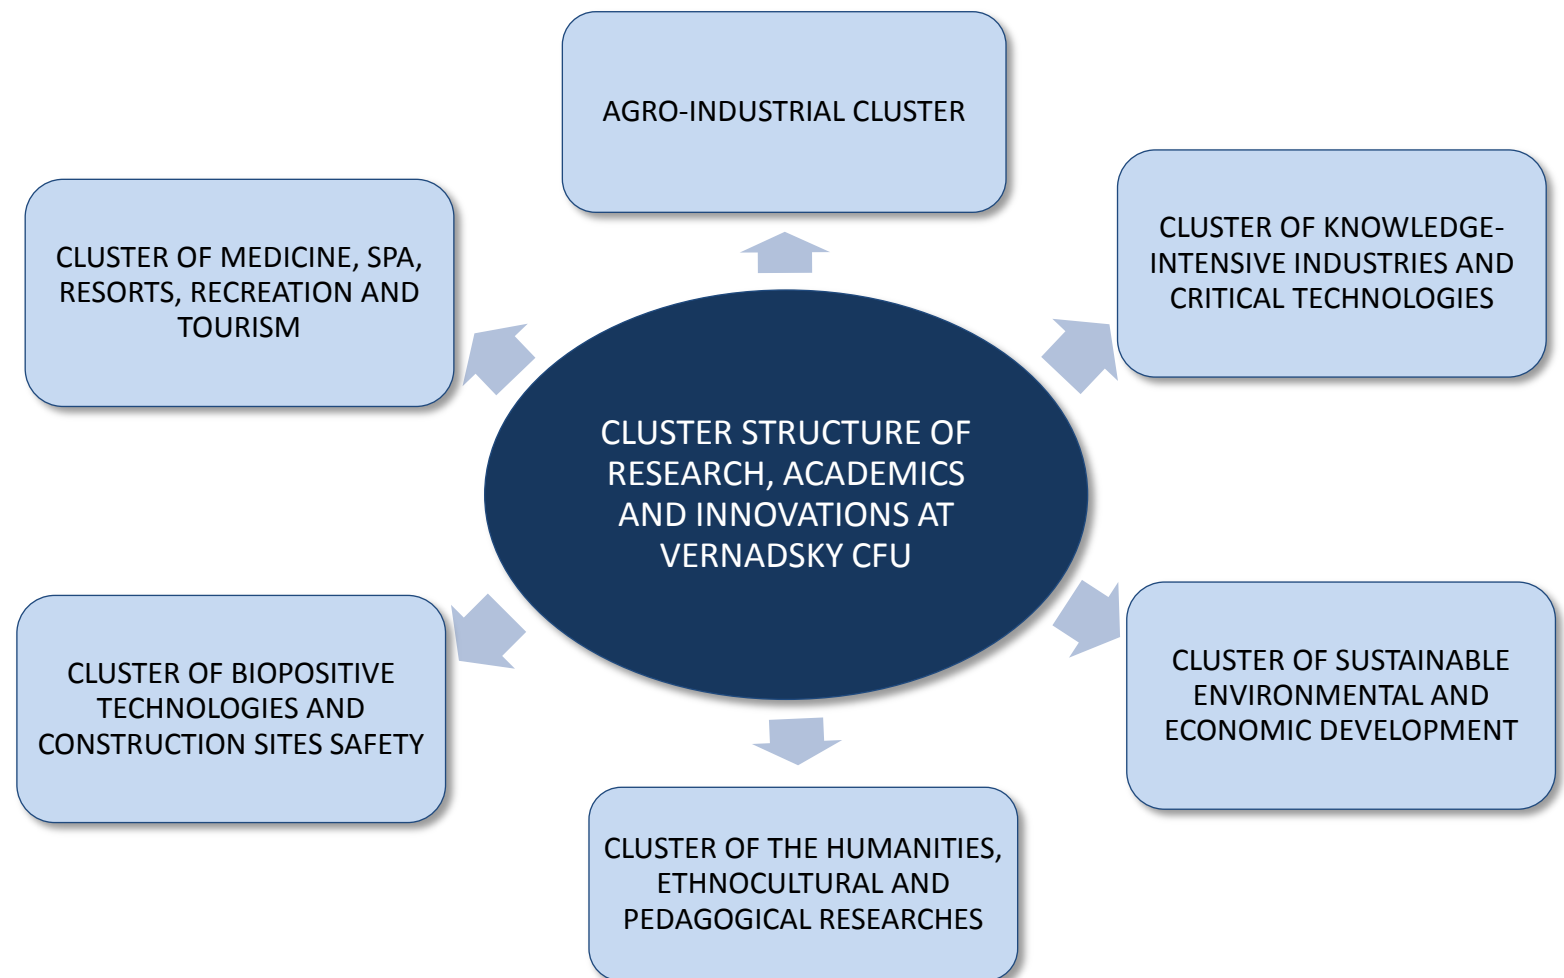 AGRO-INDUSTRIAL CLUSTER
CLUSTER OF KNOWLEDGE-
INTENSIVE INDUSTRIES AND
CRITICAL TECHNOLOGIES
CLUSTER OF MEDICINE, SPA,
RESORTS, RECREATION AND
TOURISM
CLUSTER STRUCTURE OF
RESEARCH, ACADEMICS
AND INNOVATIONS AT
VERNADSKY CFU
CLUSTER OF SUSTAINABLE
ENVIRONMENTAL AND
ECONOMIC DEVELOPMENT
CLUSTER OF BIOPOSITIVE
TECHNOLOGIES AND
CONSTRUCTION SITES SAFETY
CLUSTER OF THE HUMANITIES,
ETHNOCULTURAL AND
PEDAGOGICAL RESEARCHES